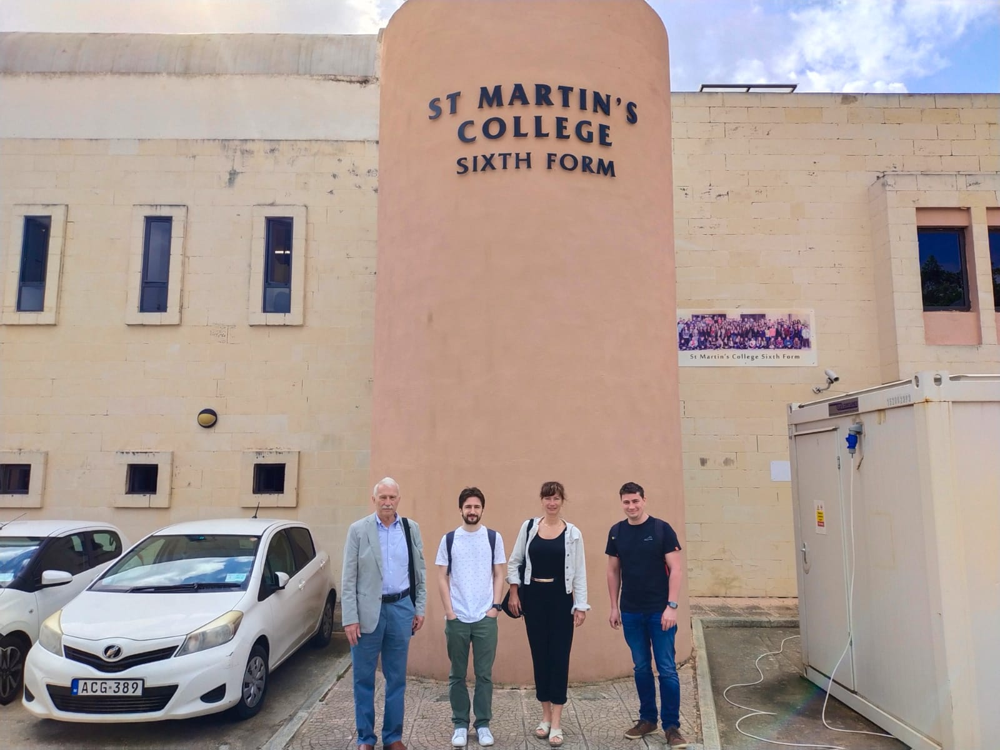 ST MARTIN'S
COLLEGE
SIXTH FORM
St Martin's College Sixth Form
ACG·389